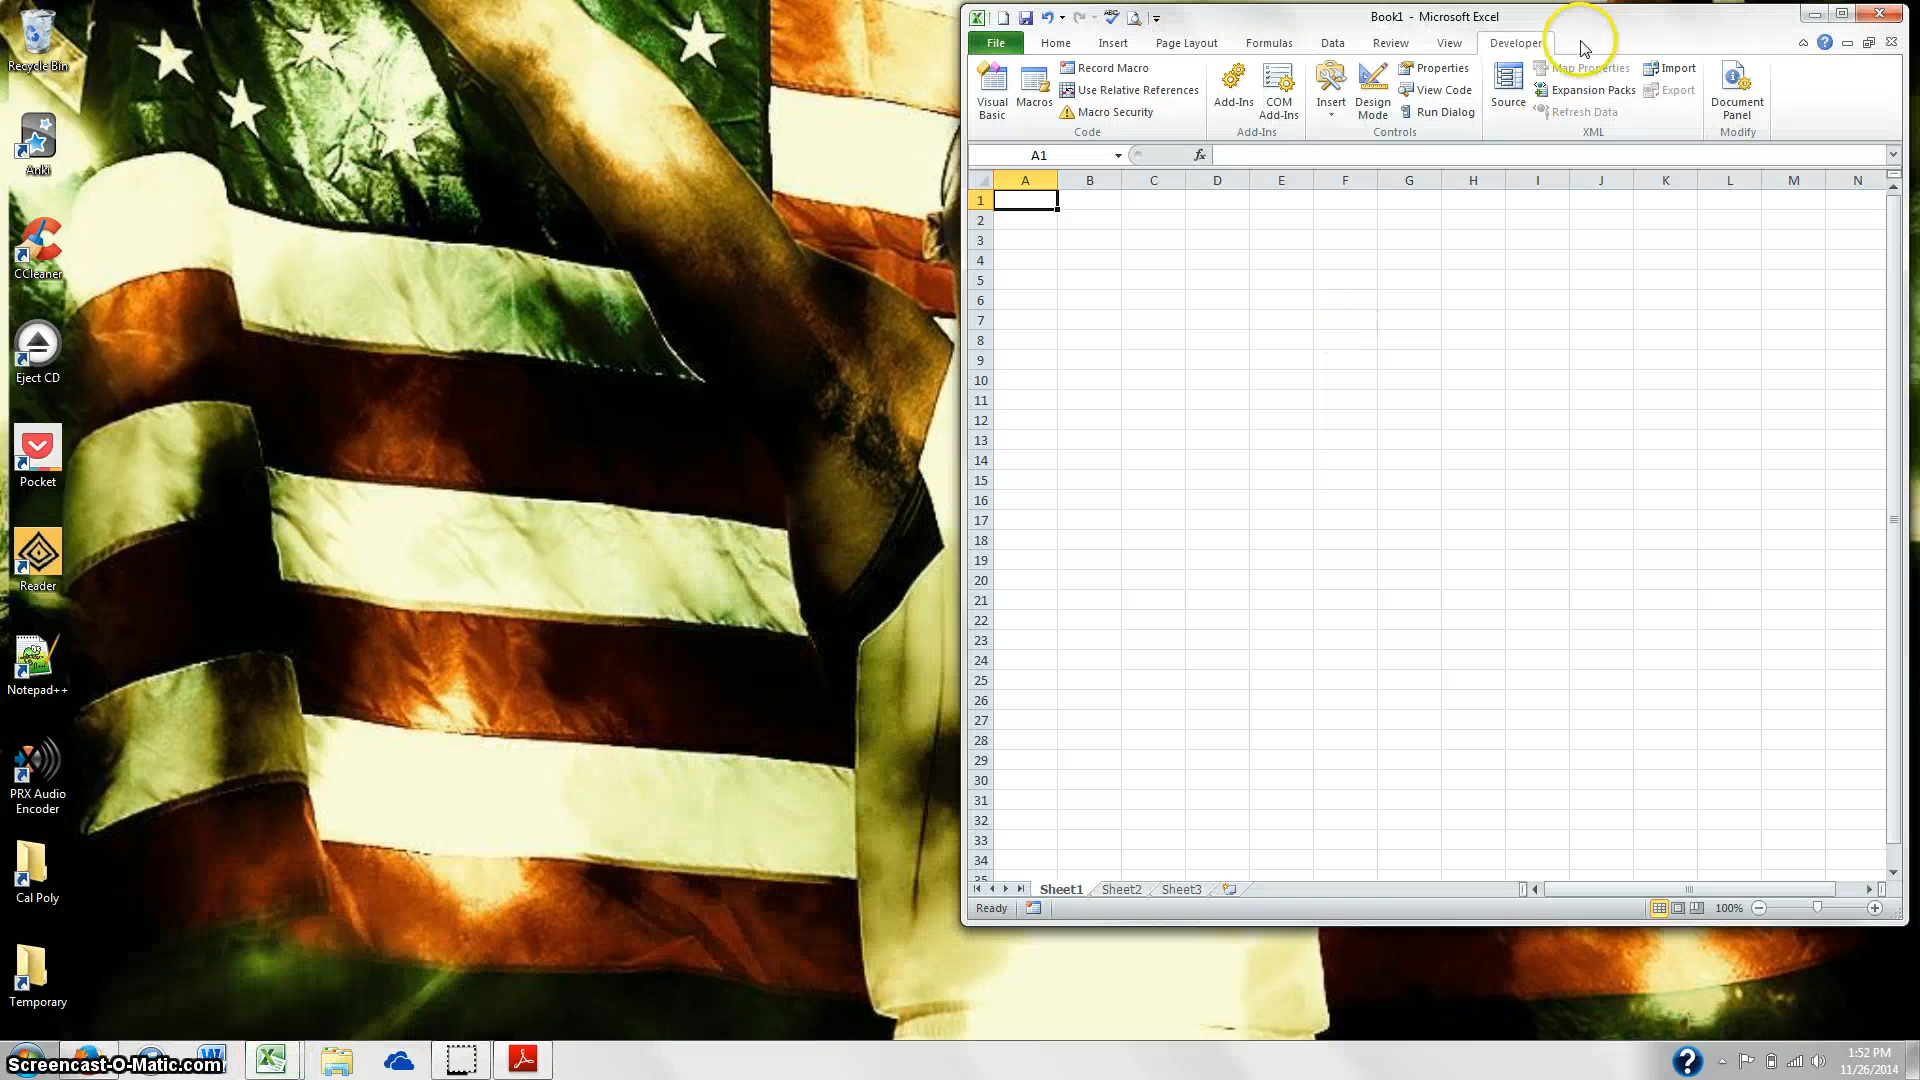 Recycle Bin
Anki
CCleaner
Eject CD
Pocket
Reader
Notepad++
PRX Audio
Encoder
Cal Poly
Temporary
Book1 - Microsoft Excel
File Home Insert Page Layout Formulas Data Review View Developer
Visual Basic
Macros
Record Macro
Use Relative References
Macro Security
Code
Add-Ins
COM Add-Ins
Add-Ins
Insert
Design Mode
Properties
View Code
Run Dialog
Controls
Source
Map Properties
Expansion Packs
Refresh Data
Import
Export
XML
Document Panel
Modify
A1 fx
A B C D E F G H I J K L M N
1
2
3
4
5
6
7
8
9
10
11
12
13
14
15
16
17
18
19
20
21
22
23
24
25
26
27
28
29
30
31
32
33
34
Sheet1 Sheet2 Sheet3
Ready 100%
Screencast-O-Matic.com
1:52 PM
11/26/2014